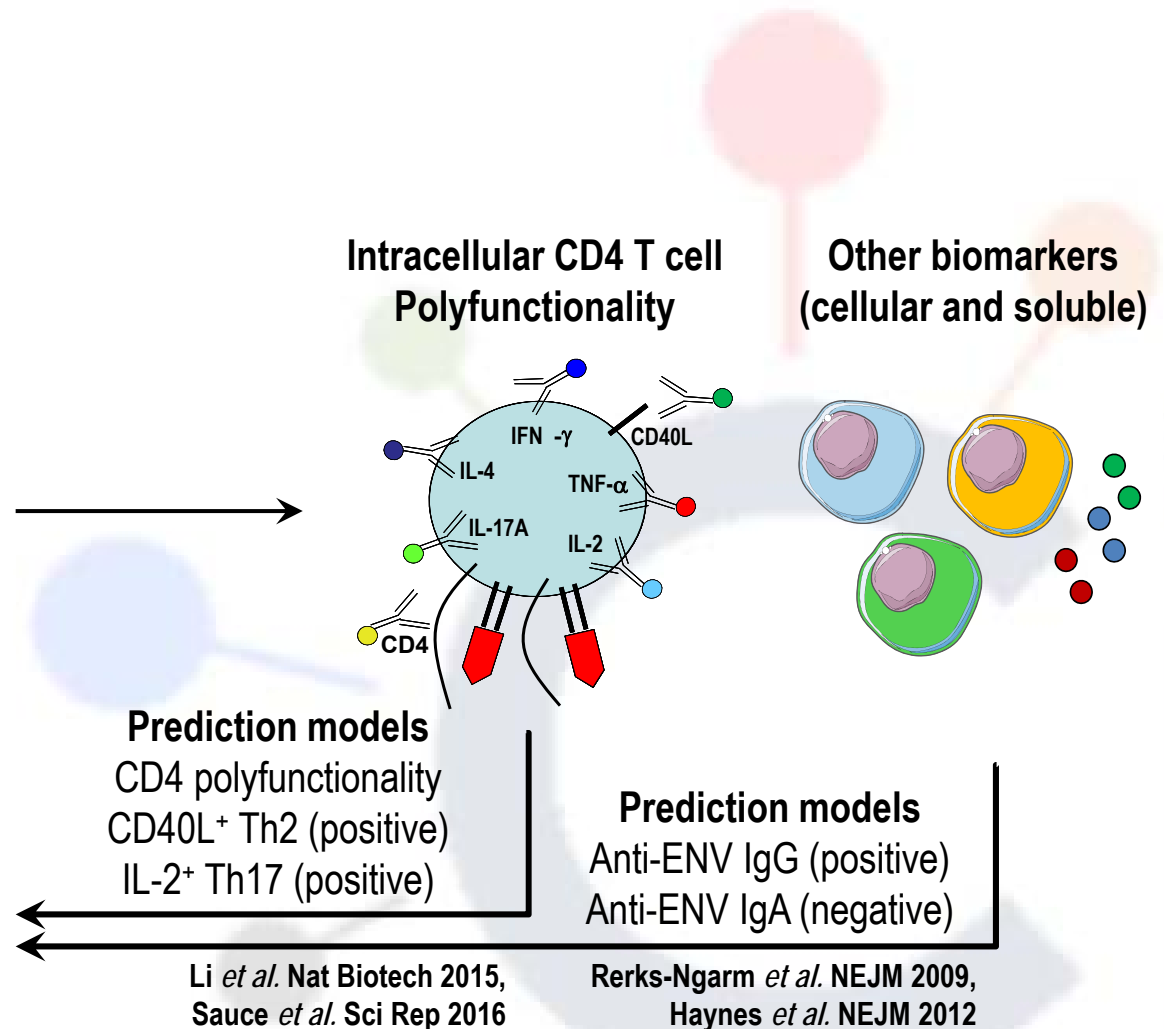 Intracellular CD4 T cell
Polyfunctionality
Other biomarkers
(cellular and soluble)
IFN -γ
CD40L
IL-4
TNF-α
IL-17A
IL-2
CD4
Prediction models
CD4 polyfunctionality
CD40L⁺ Th2 (positive)
IL-2⁺ Th17 (positive)
Prediction models
Anti-ENV IgG (positive)
Anti-ENV IgA (negative)
Li et al. Nat Biotech 2015,
Sauce et al. Sci Rep 2016
Rerks-Ngarm et al. NEJM 2009,
Haynes et al. NEJM 2012